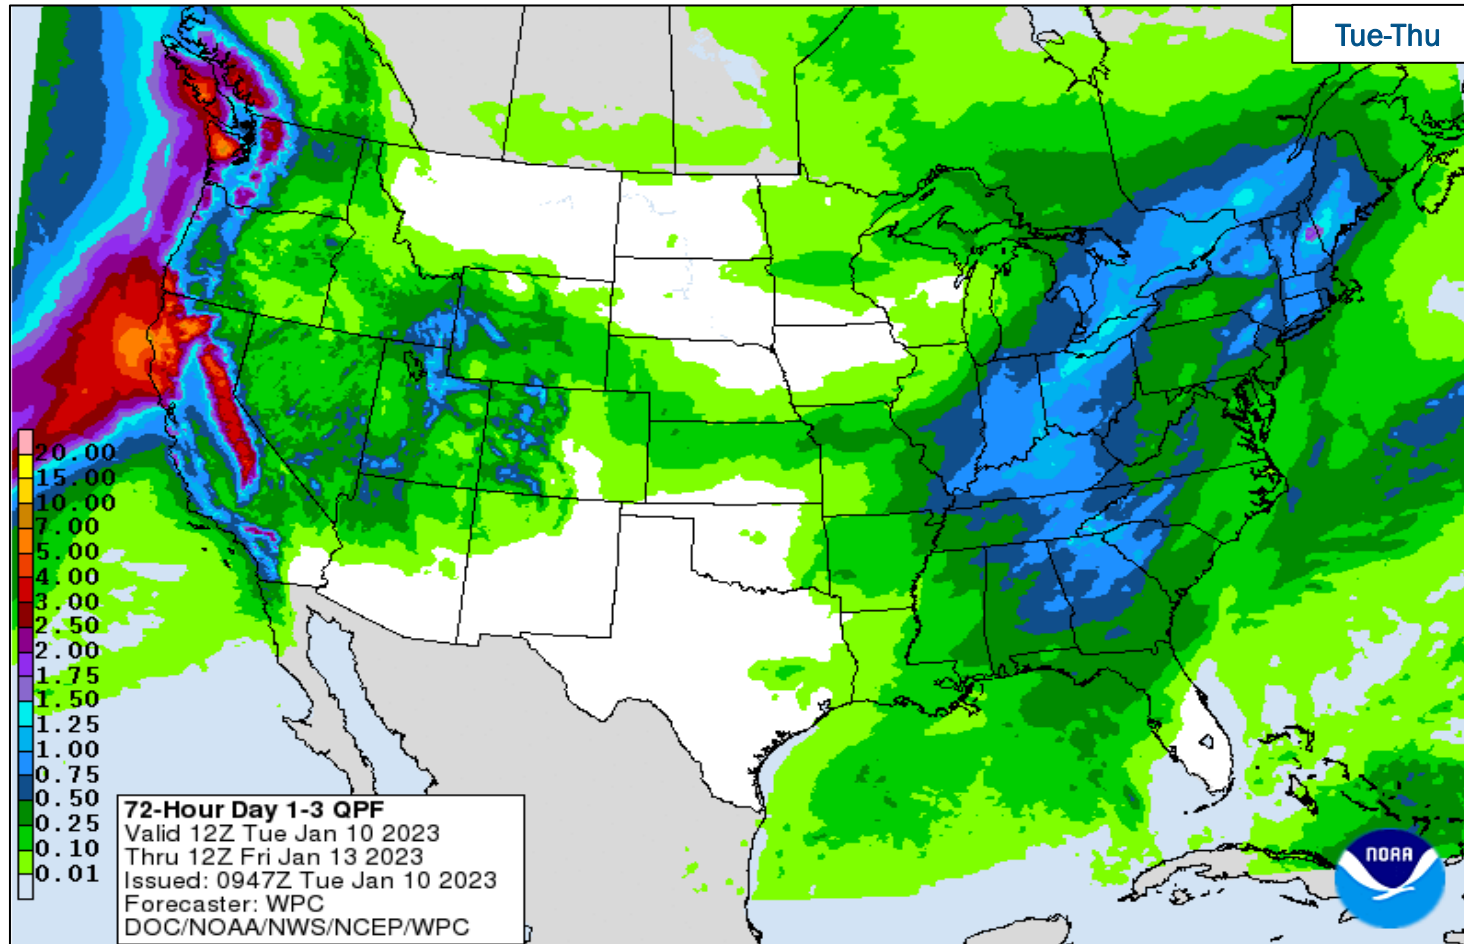 Tue-Thu
20.00
15.00
10.00
7.00
5.00
4.00
3.00
2.50
2.00
1.75
1.50
1.25
1.00
0.75
0.50
0.25
0.10
0.01
72-Hour Day 1-3 QPF
Valid 12Z Tue Jan 10 2023
Thru 12Z Fri Jan 13 2023
Issued: 0947Z Tue Jan 10 2023
Forecaster: WPC
DOC/NOAA/NWS/NCEP/WPC
NOAA